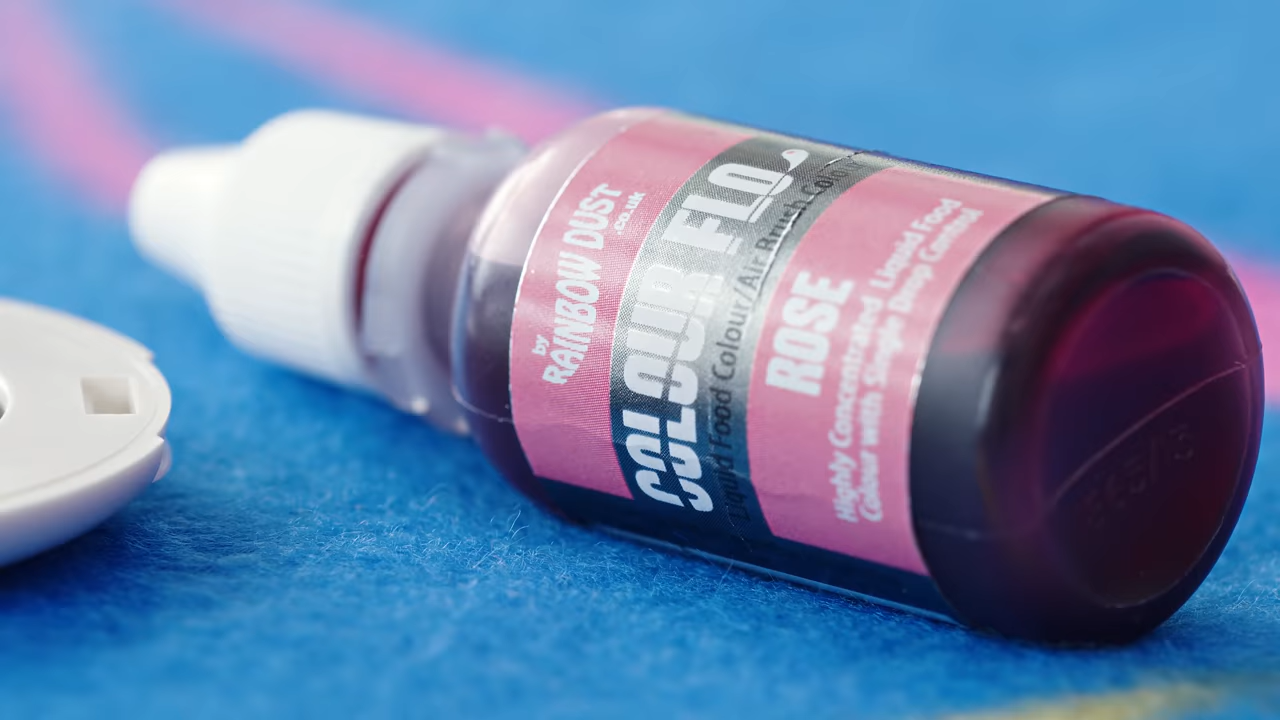 by
RAINBOW DUST
.co.uk
COLOUR FLO
Liquid Food Colour/Air Brush Colour
ROSE
Highly Concentrated Liquid Food
Colour with Single Drop Control